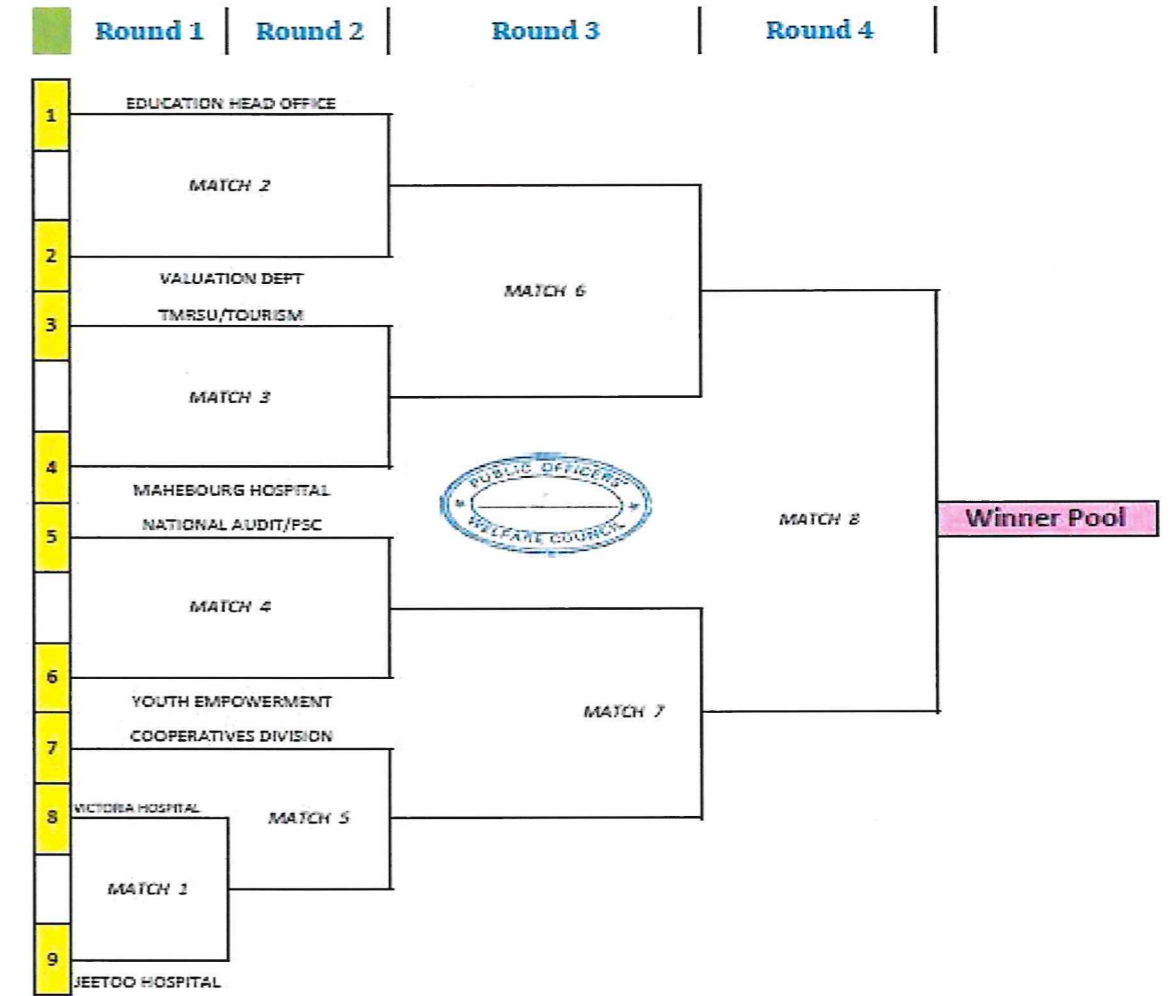 Round 1 Round 2 Round 3 Round 4
1 EDUCATION HEAD OFFICE
MATCH 2
2
VALUATION DEPT
MATCH 6
3 TMRSU/TOURISM
MATCH 3
4
MAHEBOURG HOSPITAL
PUBLIC OFFICERS'
WELFARE COUNCIL
5 NATIONAL AUDIT/PSC
MATCH 8 Winner Pool
MATCH 4
6
YOUTH EMPOWERMENT
MATCH 7
7 COOPERATIVES DIVISION
8 VICTORIA HOSPITAL MATCH 5
MATCH 1
9
JEETOO HOSPITAL